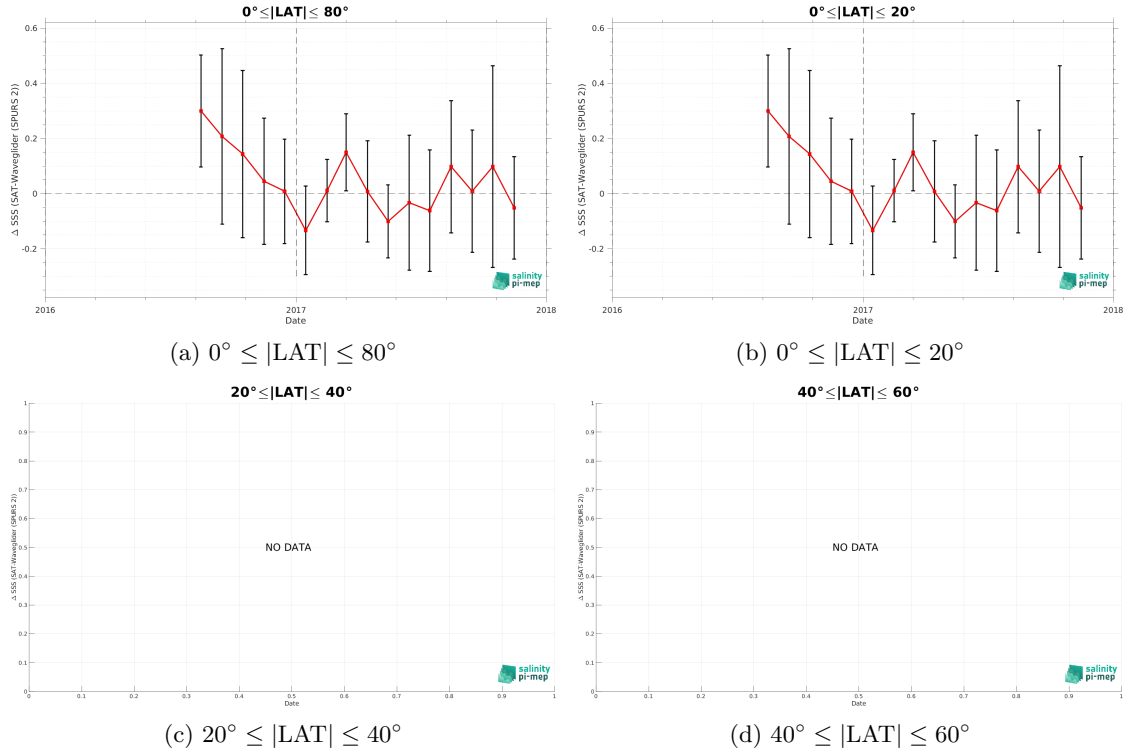 0°≤|LAT|≤ 80°
Δ SSS (SAT-Waveglider (SPURS 2))
0.6
0.4
0.2
0
-0.2
2016
2017
2018
Date
salinity
pi-mep
(a) 0° ≤ |LAT| ≤ 80°
0°≤|LAT|≤ 20°
Δ SSS (SAT-Waveglider (SPURS 2))
0.6
0.4
0.2
0
-0.2
2016
2017
2018
Date
salinity
pi-mep
(b) 0° ≤ |LAT| ≤ 20°
20°≤|LAT|≤ 40°
Δ SSS (SAT-Waveglider (SPURS 2))
1
0.9
0.8
0.7
0.6
0.5
0.4
0.3
0.2
0.1
0
NO DATA
0 0.1 0.2 0.3 0.4 0.5 0.6 0.7 0.8 0.9 1
Date
salinity
pi-mep
(c) 20° ≤ |LAT| ≤ 40°
40°≤|LAT|≤ 60°
Δ SSS (SAT-Waveglider (SPURS 2))
1
0.9
0.8
0.7
0.6
0.5
0.4
0.3
0.2
0.1
0
NO DATA
0 0.1 0.2 0.3 0.4 0.5 0.6 0.7 0.8 0.9 1
Date
salinity
pi-mep
(d) 40° ≤ |LAT| ≤ 60°